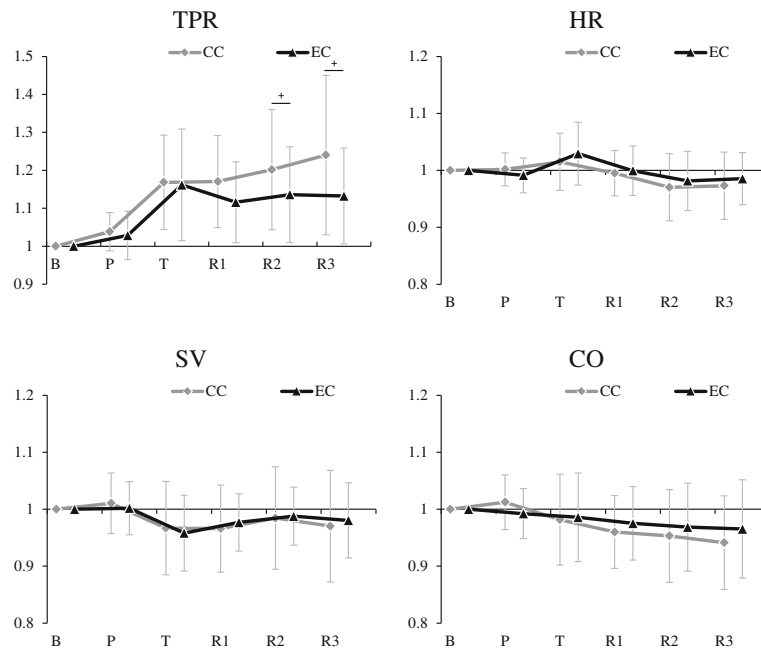 TPR
CC EC
1.5
1.4
1.3
1.2
1.1
1
0.9
+
+
B P T R1 R2 R3
HR
CC EC
1.2
1.1
1
0.9
0.8
B P T R1 R2 R3
SV
CC EC
1.2
1.1
1
0.9
0.8
B P T R1 R2 R3
CO
CC EC
1.2
1.1
1
0.9
0.8
B P T R1 R2 R3